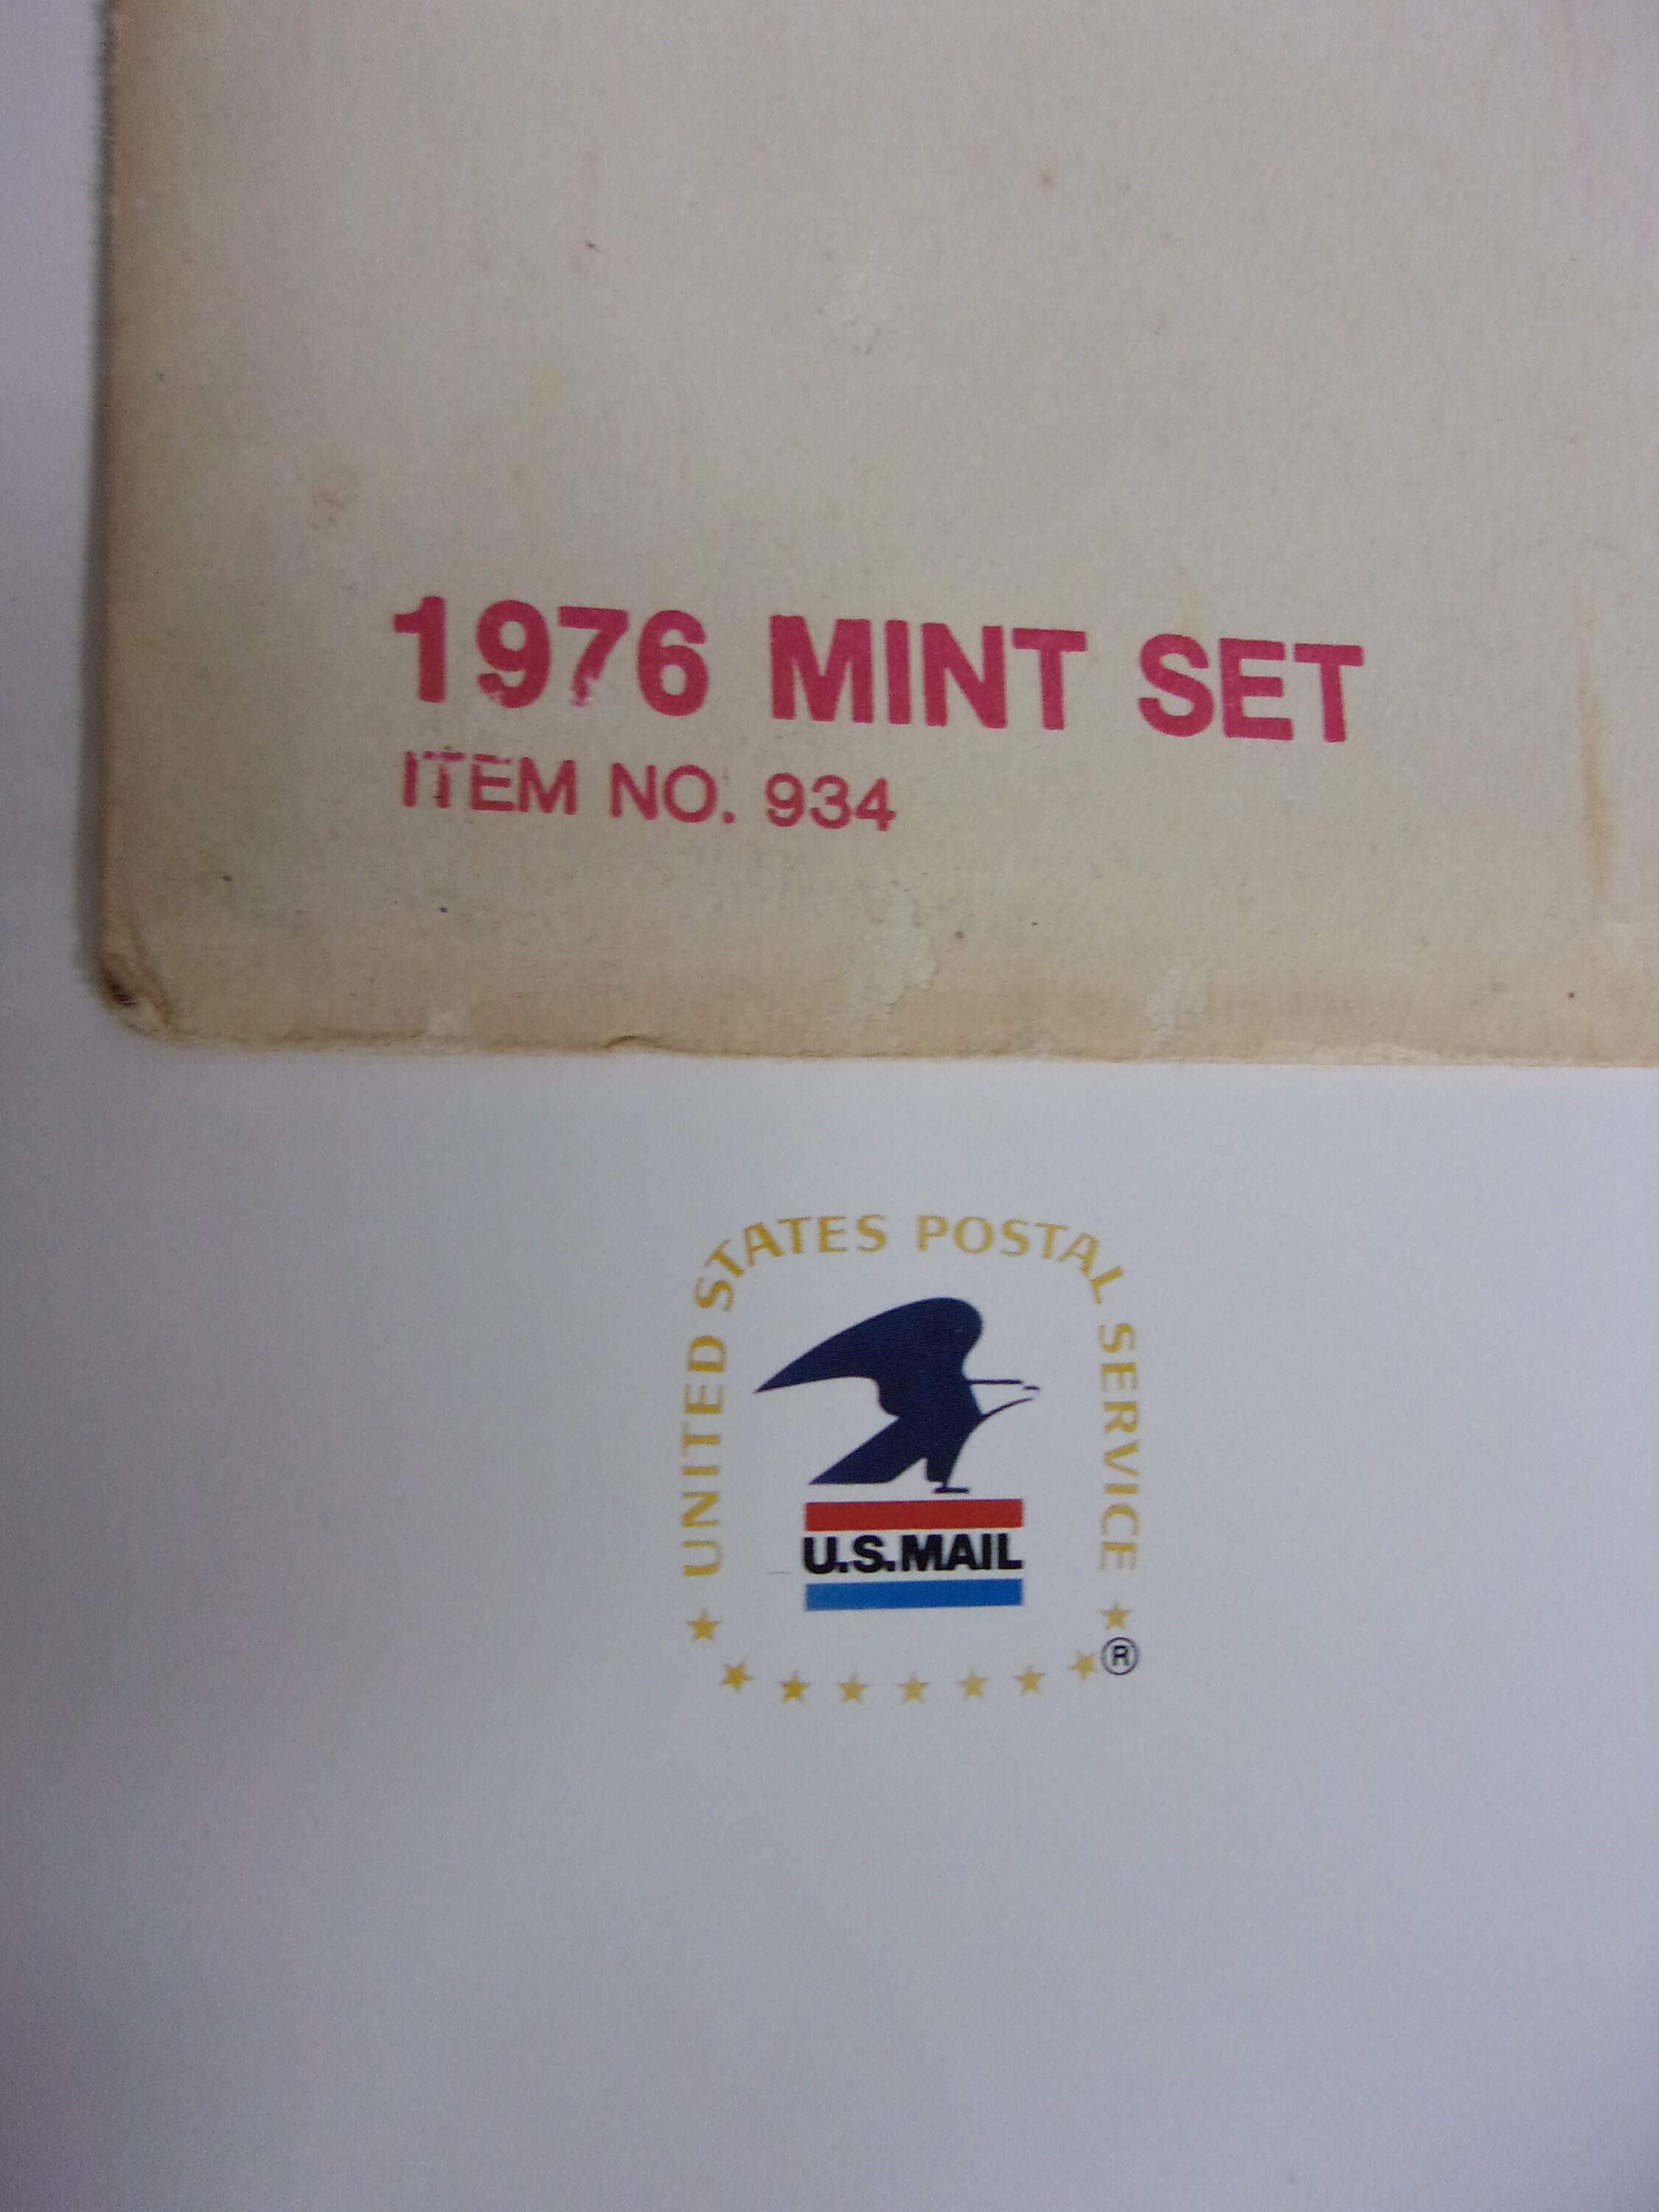 1976 MINT SET
ITEM NO. 934
UNITED STATES POSTAL SERVICE
U.S.MAIL
®